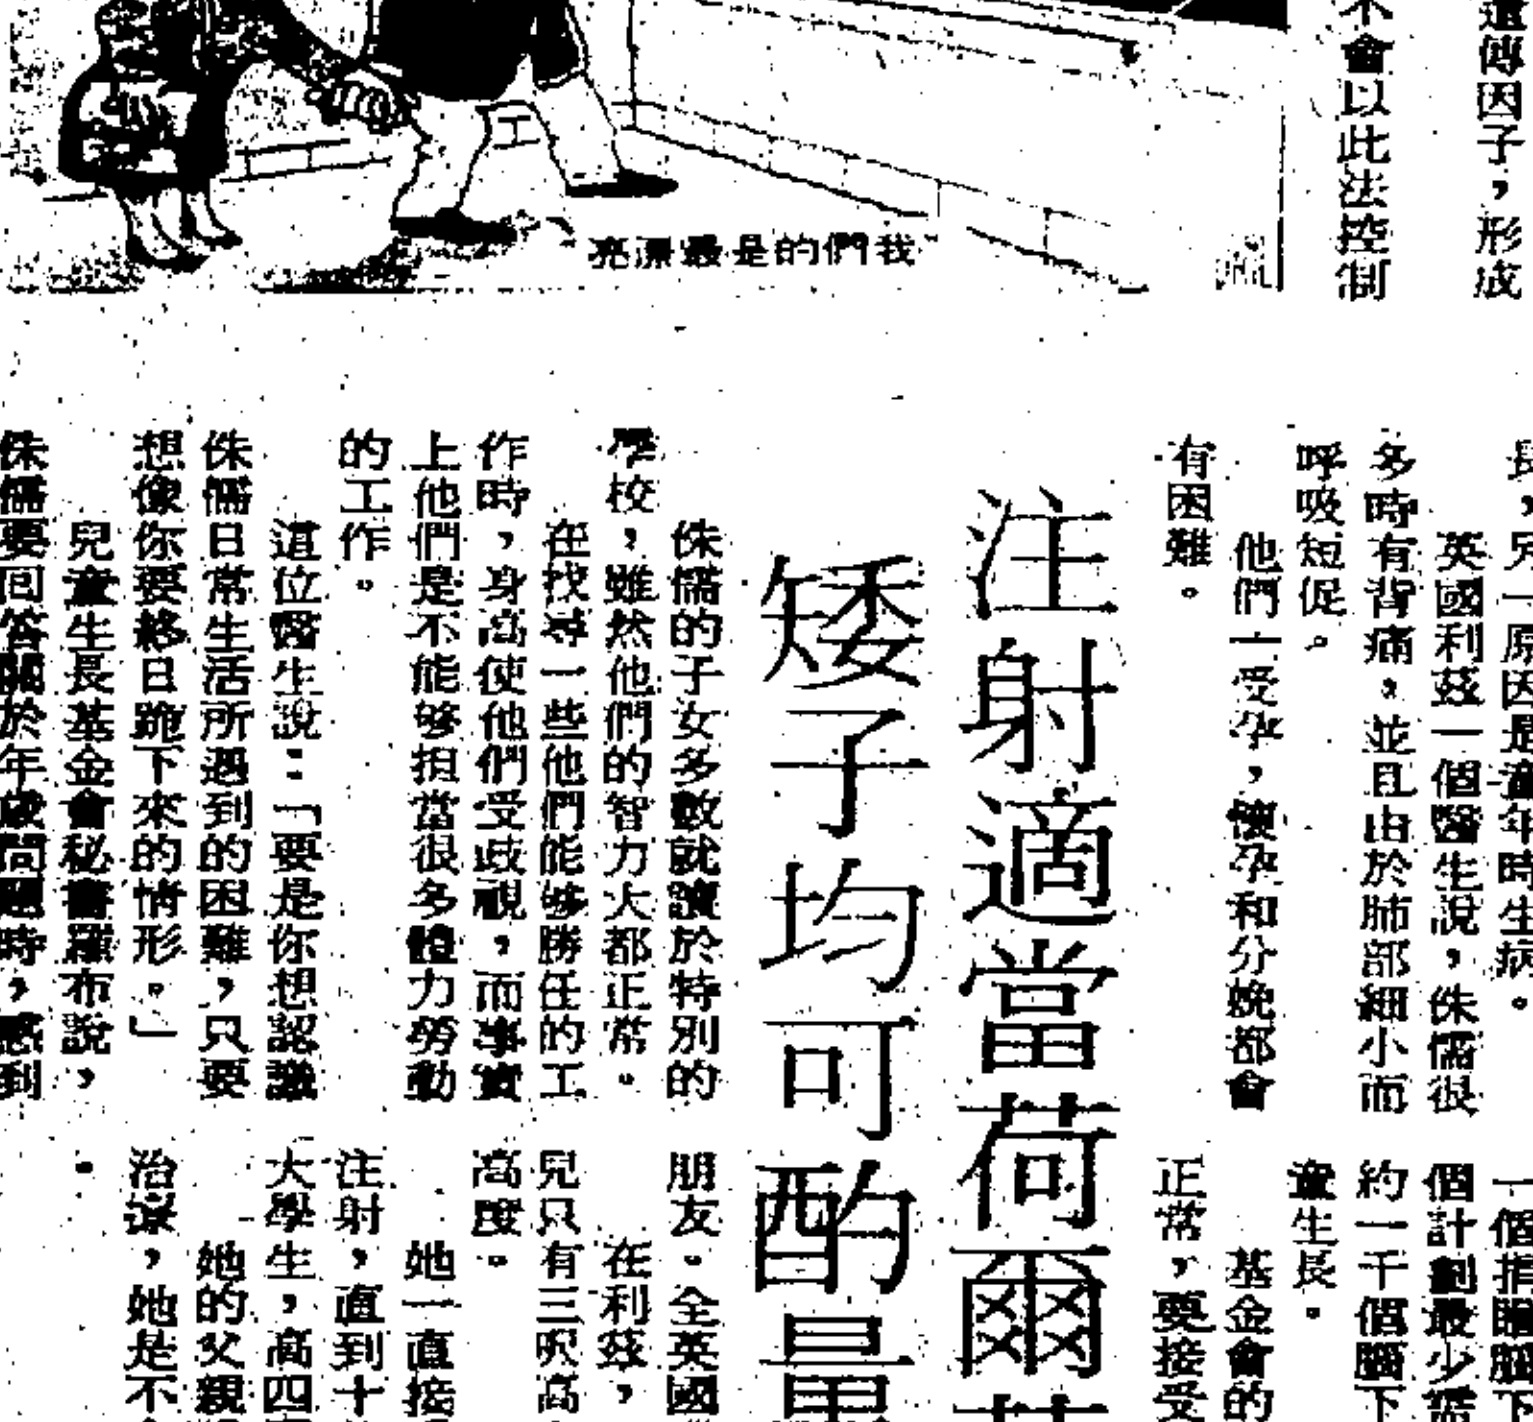 遺傳因子，形成
不會以此法控制
我們的是最漂亮
長，另一原因是童年時生病。
英國利茲一個醫生說，侏儒很
多時有背痛，並且由於肺部細小而
呼吸短促。
他們一受孕，懷孕和分娩都會
有困難。
注射適當荷爾
矮子均可酌量
侏儒的子女多數就讀於特別的
學校，雖然他們的智力大都正常。
在找尋一些他們能够勝任的工
作時，身高使他們受歧視，而事實
上他們是不能够担當很多體力勞動
的工作。
這位醫生說：「要是你想認識
侏儒日常生活所遇到的困難，只要
想像你要終日跪下來的情形。」
兒童生長基金會秘書羅布說，
侏儒要回答關於年歲問題時，感到
一個捐贈腦下
個計劃最少需
約一千個腦下
童生長。
基金會的
正常，要接受
朋友。全英國
在利茲，
兒只有三呎高
高度。
她一直接
注射，直到十
大學生，高四
她的父親
治療，她是不